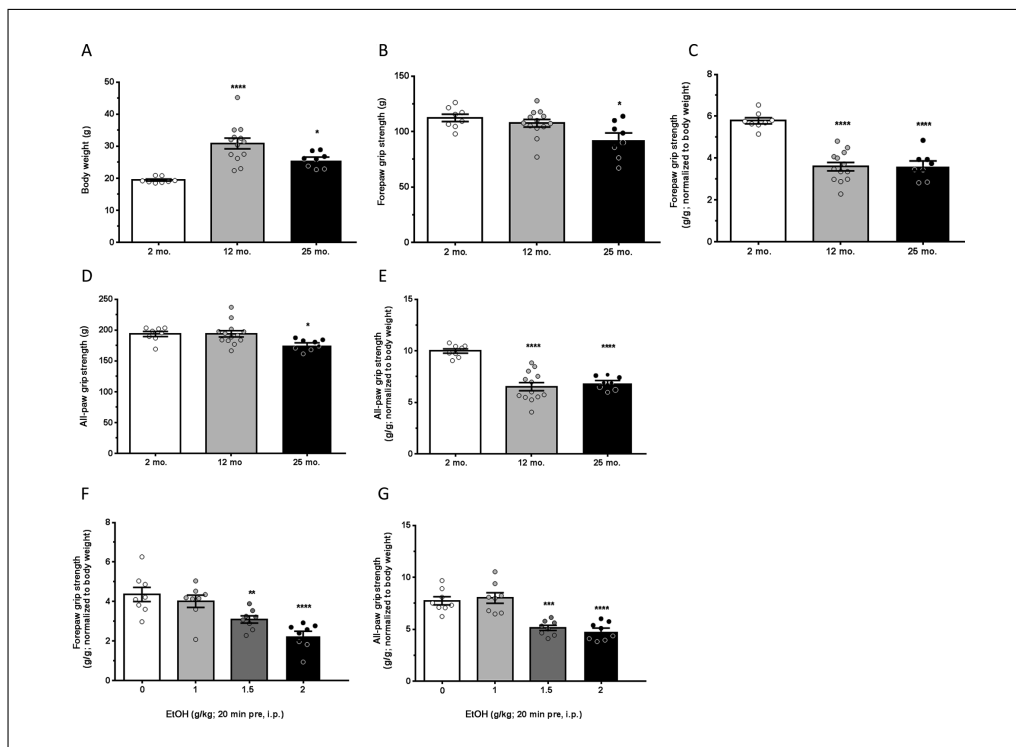 A
Body weight (g)
50
40
30
20
10
0
****
*
2 mo.
12 mo.
25 mo.
B
Forepaw grip strength (g)
150
100
50
0
*
2 mo.
12 mo.
25 mo.
C
Forepaw grip strength
(g/g; normalized to body weight)
8
6
4
2
0
****
****
2 mo.
12 mo.
25 mo.
D
All-paw grip strength (g)
250
200
150
100
50
0
*
2 mo.
12 mo
25 mo.
E
All-paw grip strength
(g/g; normalized to body weight)
15
10
5
0
****
****
2 mo.
12 mo.
25 mo.
F
Forepaw grip strength
(g/g; normalized to body weight)
8
6
4
2
0
**
****
0
1
1.5
2
EtOH (g/kg; 20 min pre, i.p.)
G
All-paw grip strength
(g/g; normalized to body weight)
15
10
5
0
***
****
0
1
1.5
2
EtOH (g/kg; 20 min pre, i.p.)